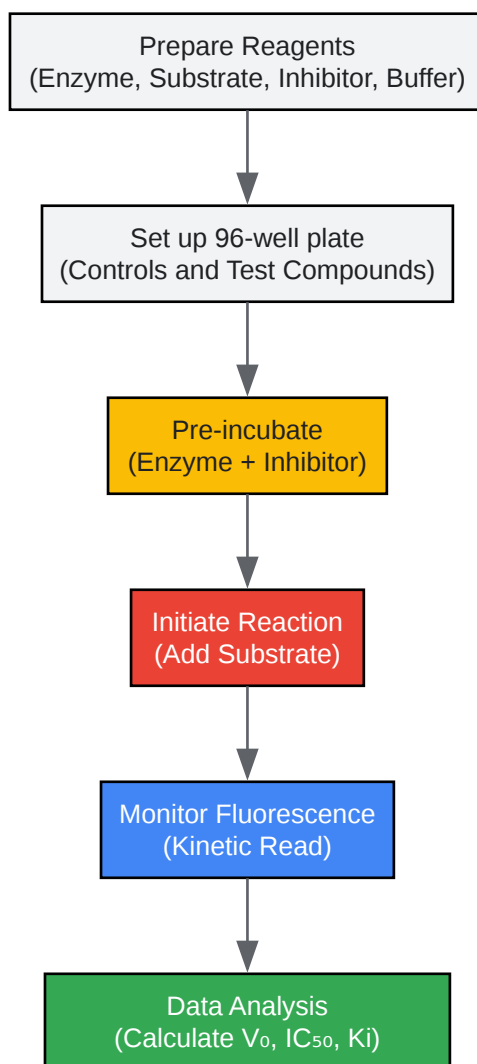 Prepare Reagents
(Enzyme, Substrate, Inhibitor, Buffer)
Set up 96-well plate
(Controls and Test Compounds)
Pre-incubate
(Enzyme + Inhibitor)
Initiate Reaction
(Add Substrate)
Monitor Fluorescence
(Kinetic Read)
Data Analysis
(Calculate V₀, IC₅₀, Ki)